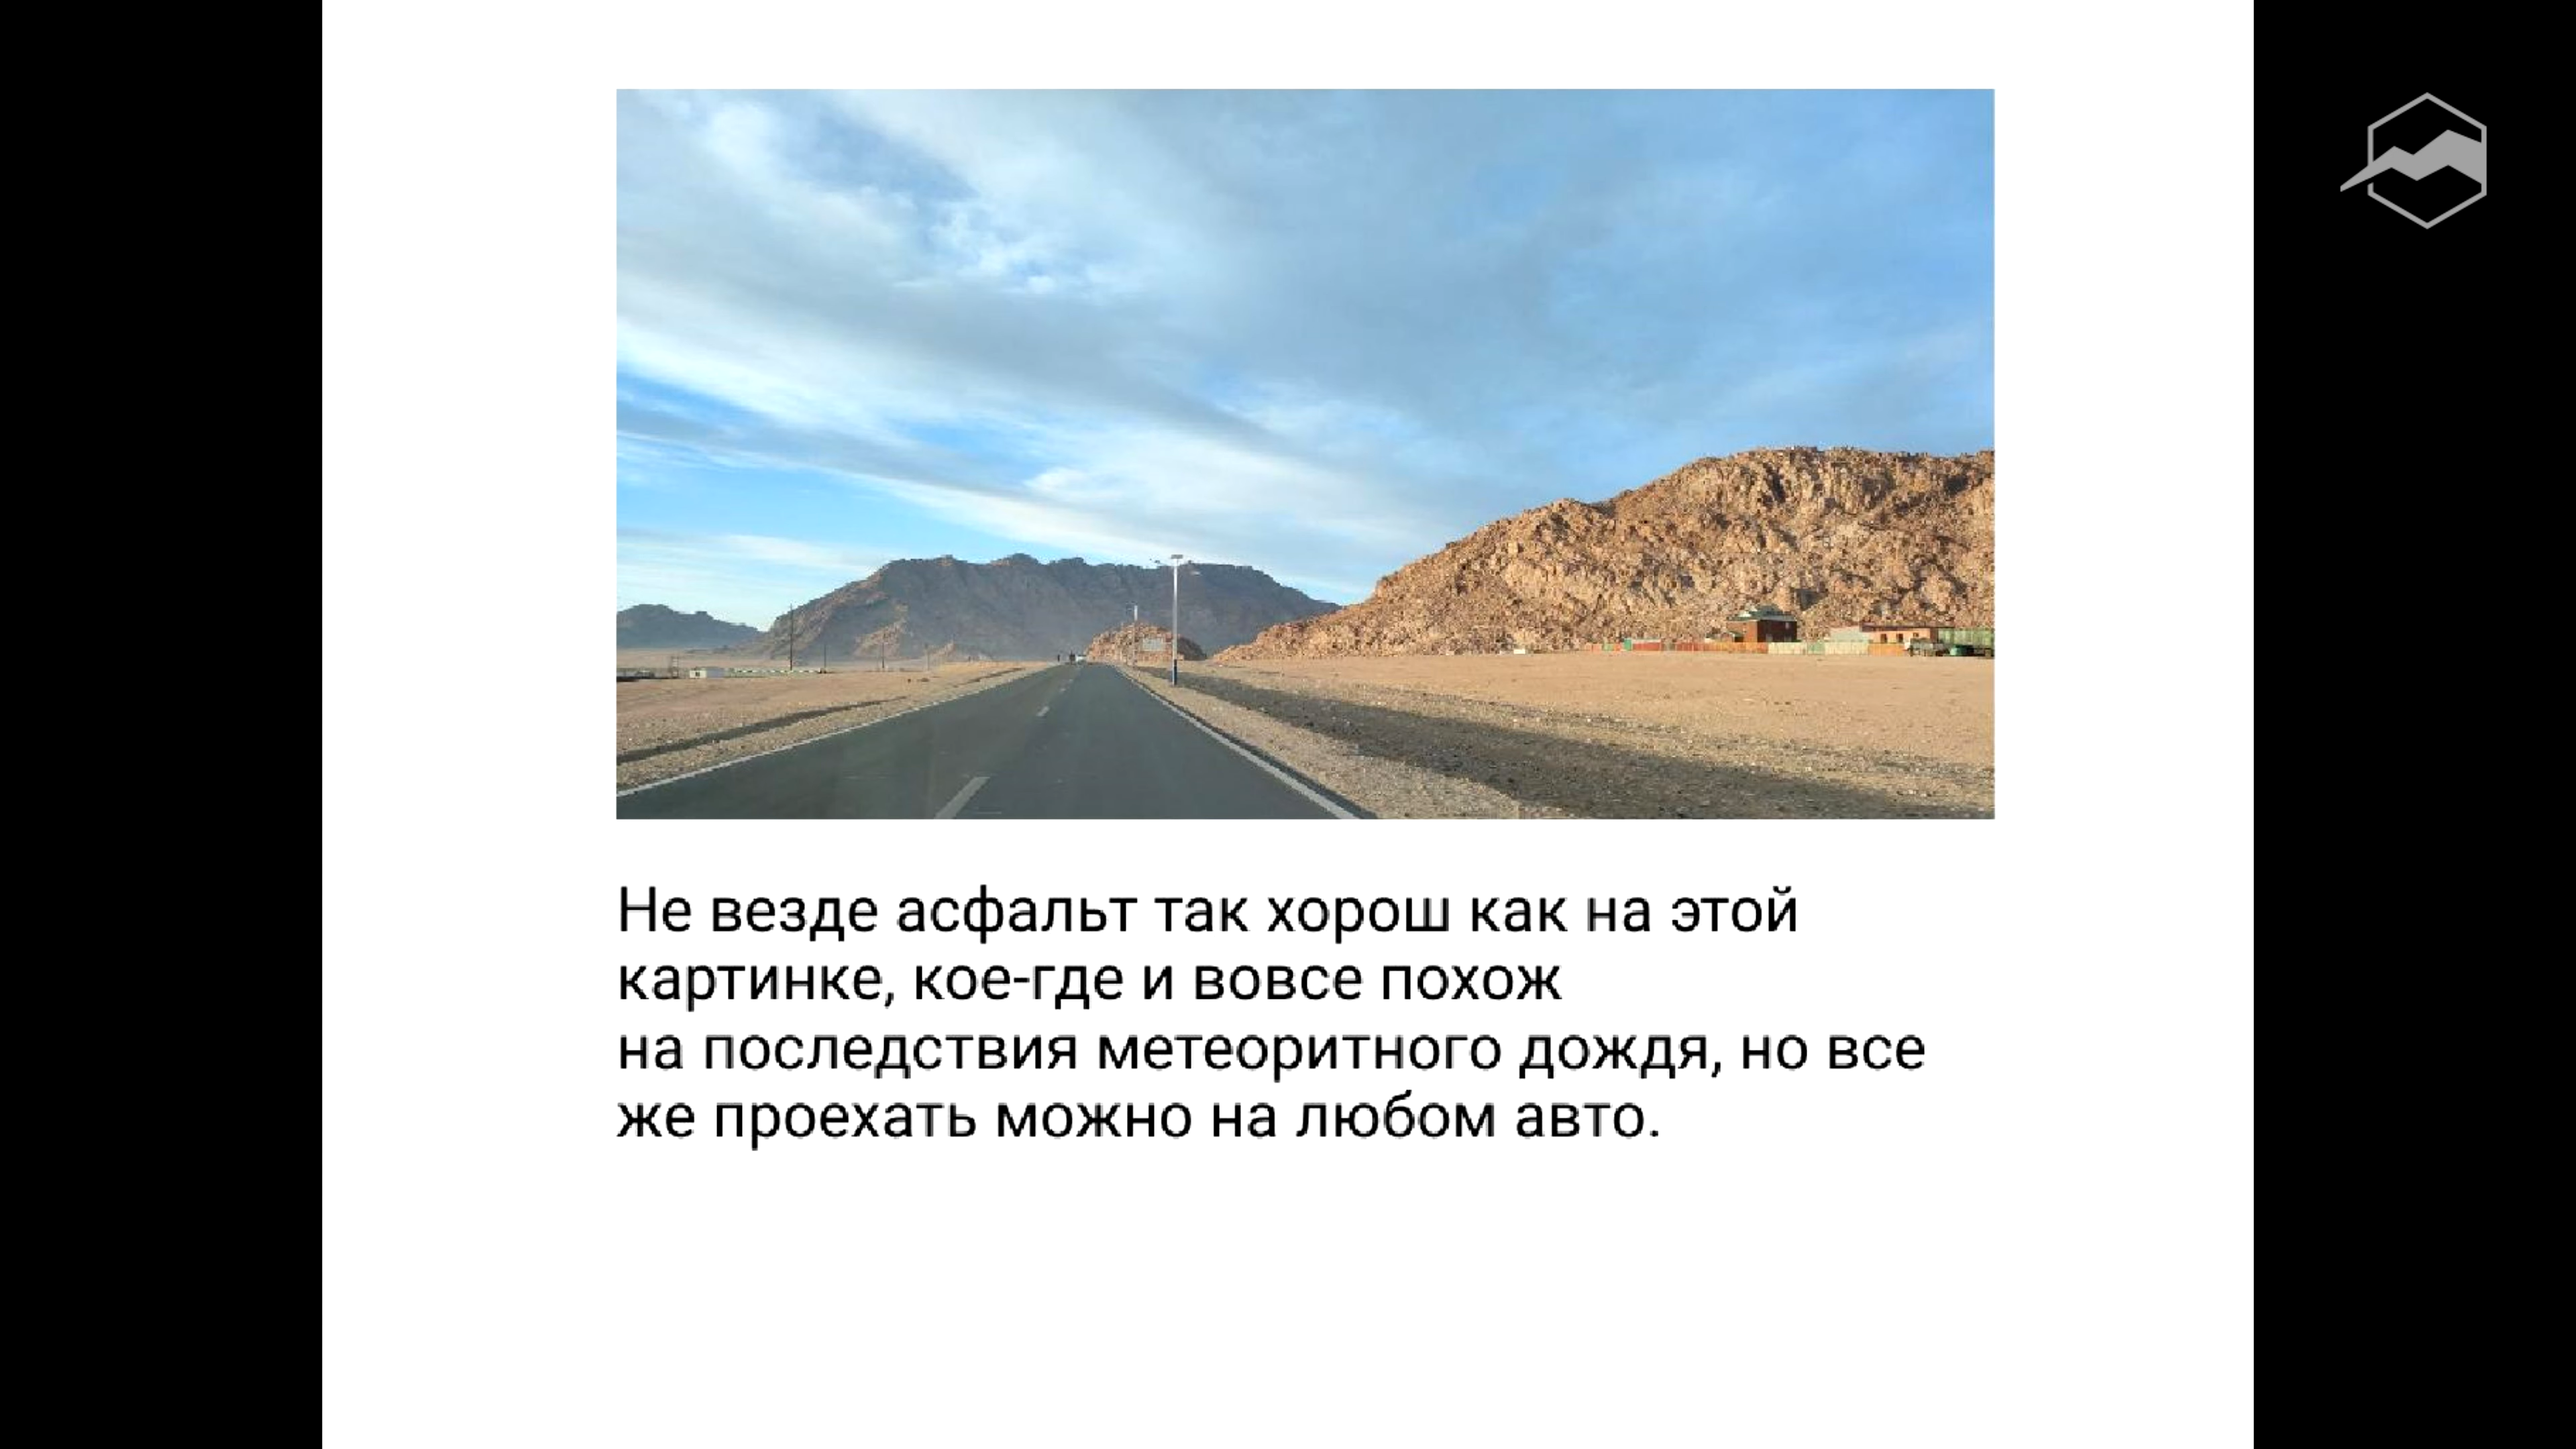 Не везде асфальт так хорош как на этой
картинке, кое-где и вовсе похож
на последствия метеоритного дождя, но все
же проехать можно на любом авто.